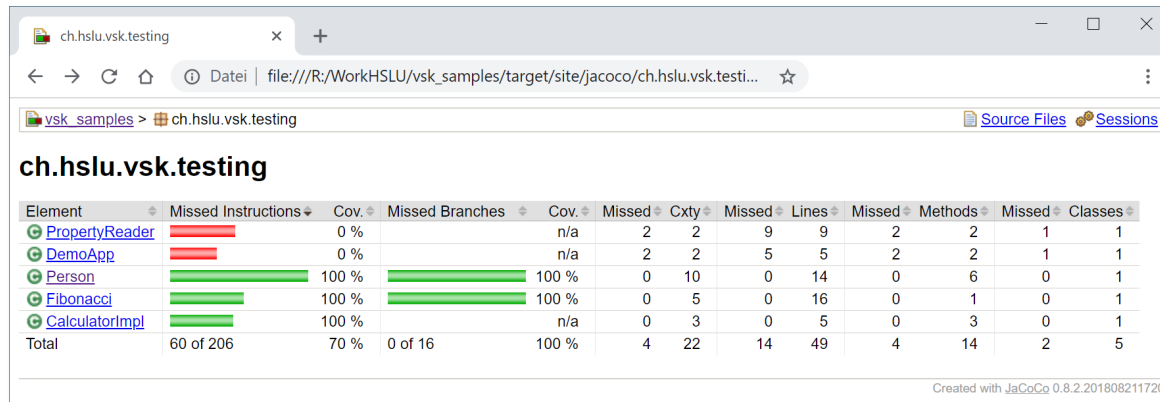 ch.hslu.vsk.testing
Datei | file:///R:/WorkHSLU/vsk_samples/target/site/jacoco/ch.hslu.vsk.testi...
vsk_samples > ch.hslu.vsk.testing Source Files Sessions
ch.hslu.vsk.testing
Element Missed Instructions Cov. Missed Branches Cov. Missed Cxty Missed Lines Missed Methods Missed Classes
PropertyReader 0 % n/a 2 2 9 9 2 2 1 1
DemoApp 0 % n/a 2 2 5 5 2 2 1 1
Person 100 % 100 % 0 10 0 14 0 6 0 1
Fibonacci 100 % 100 % 0 5 0 16 0 1 0 1
CalculatorImpl 100 % n/a 0 3 0 5 0 3 0 1
Total 60 of 206 70 % 0 of 16 100 % 4 22 14 49 4 14 2 5
Created with JaCoCo 0.8.2.201808211720